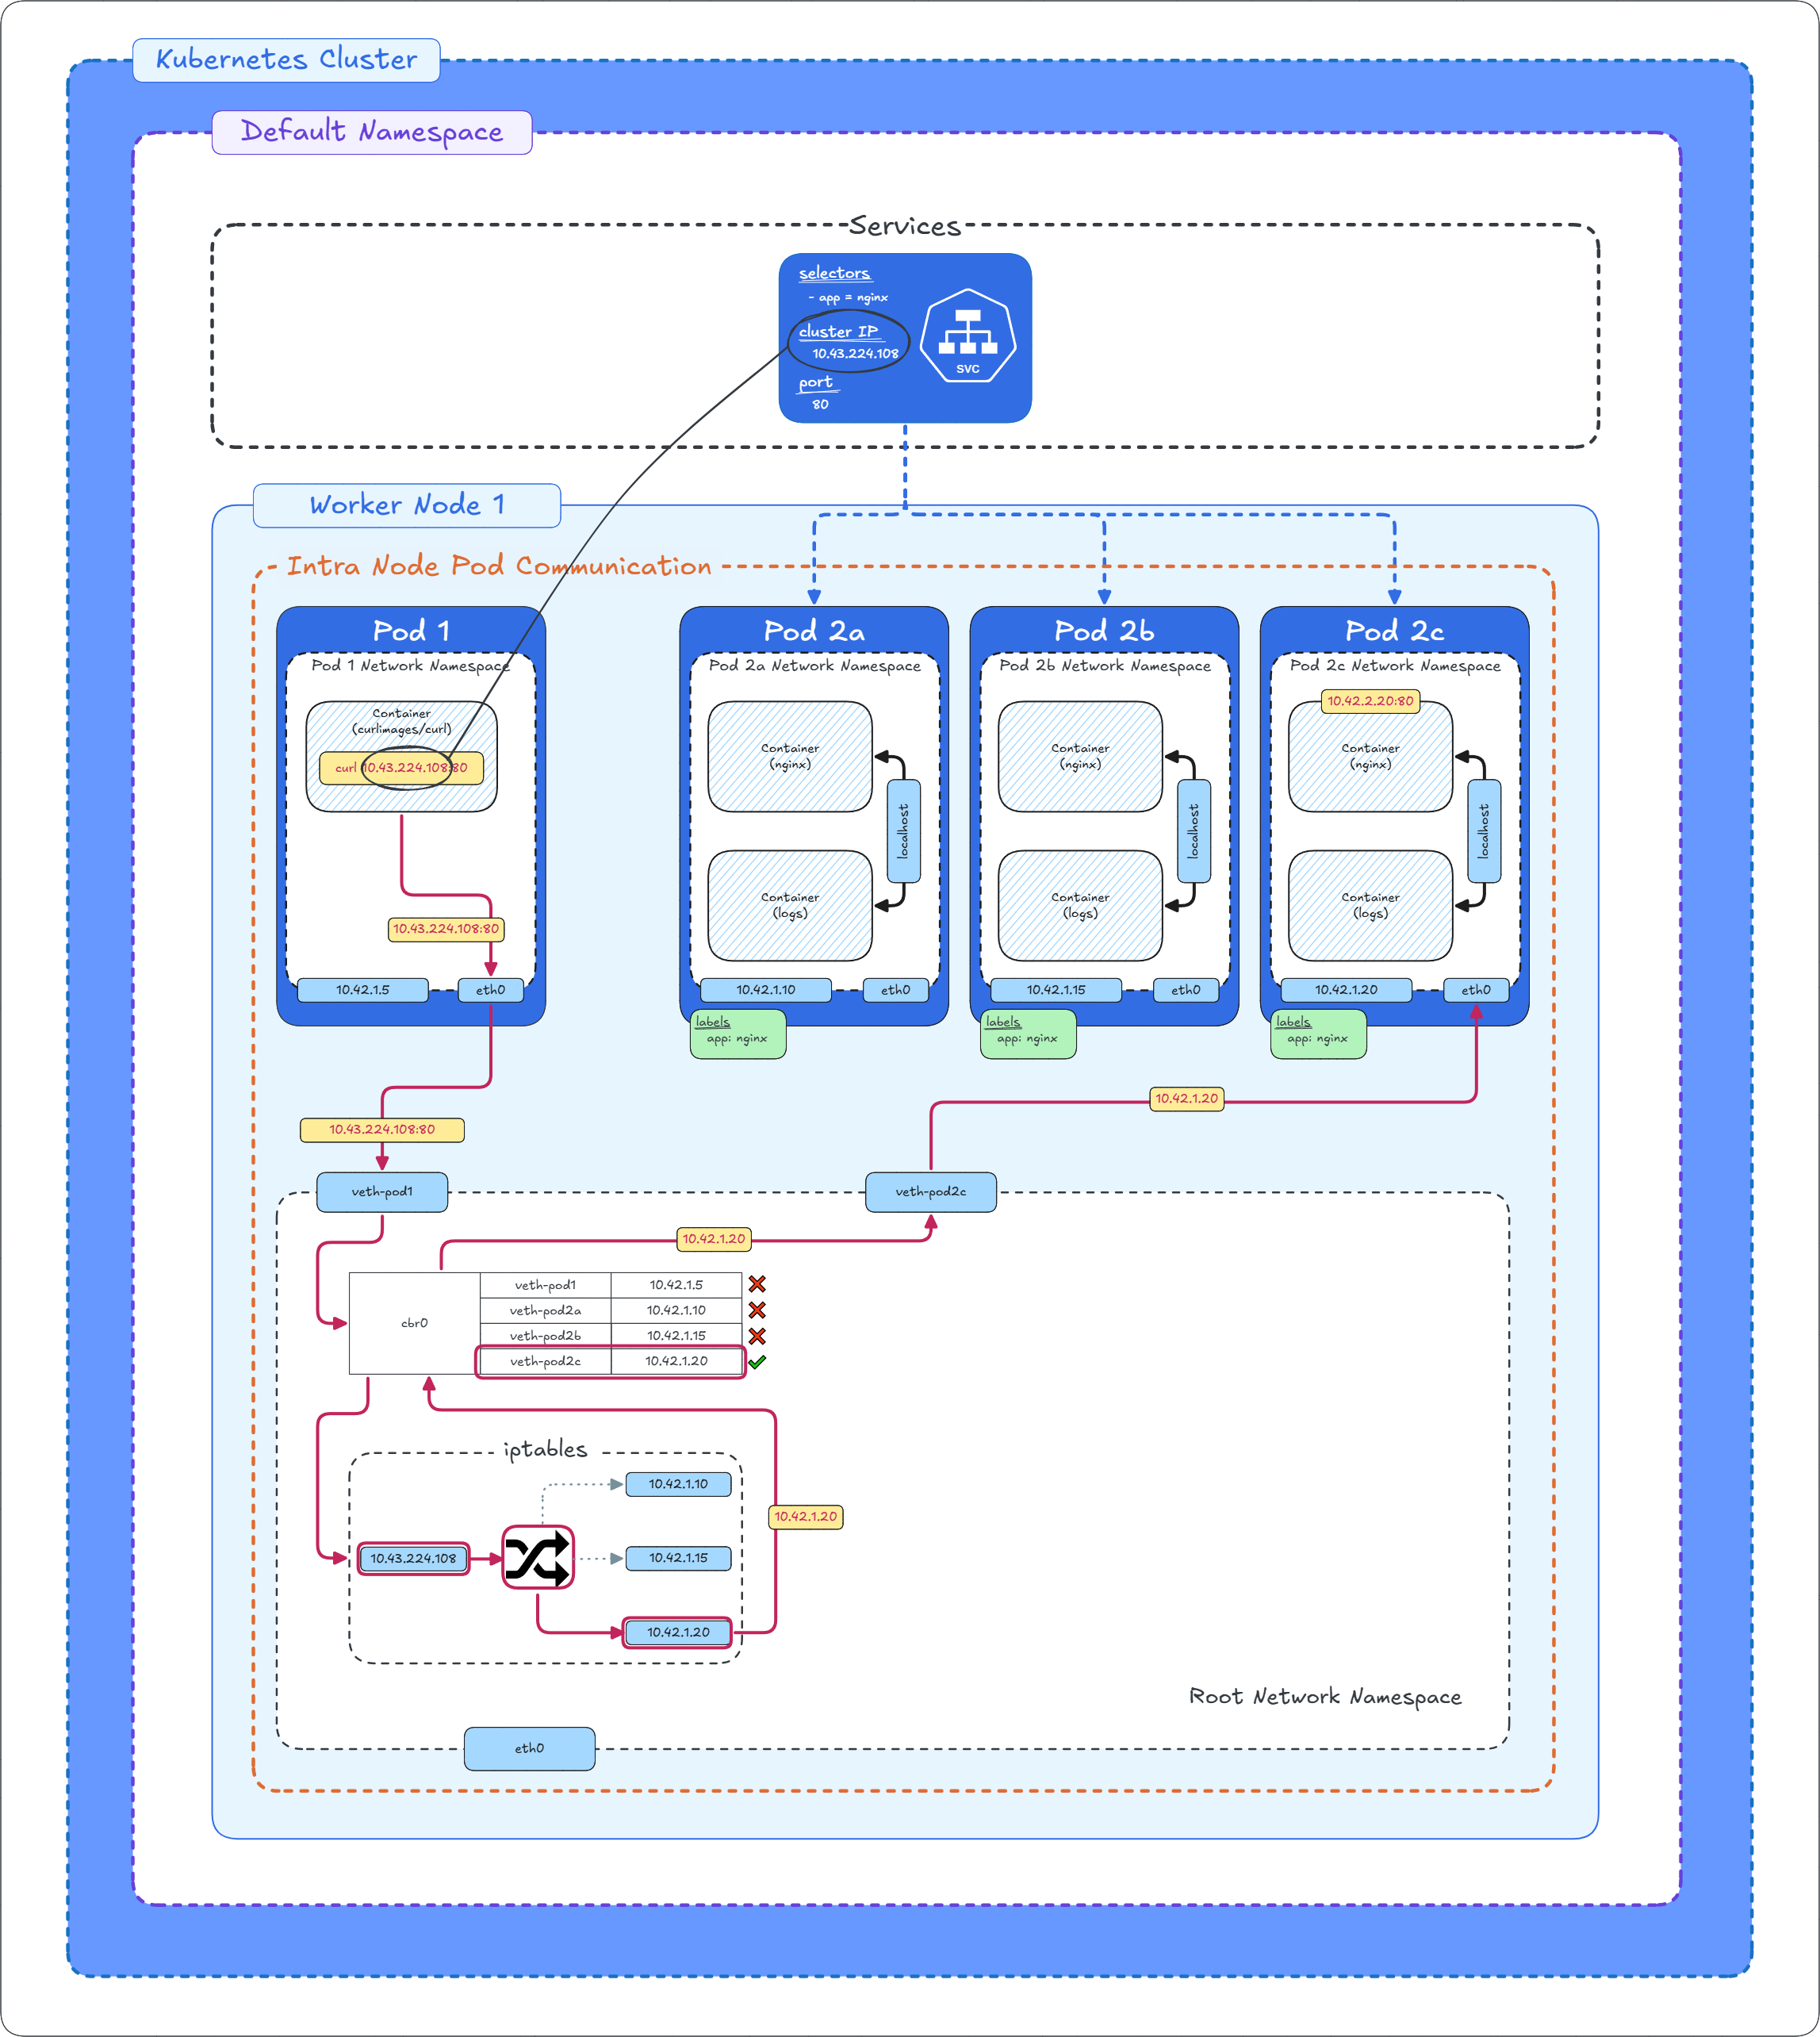 Kubernetes Cluster
Default Namespace
Services
selectors
- app = nginx
cluster IP
10.43.224.108
port
80
SVC
Worker Node 1
Intra Node Pod Communication
Pod 1
Pod 1 Network Namespace
Container
(curlimages/curl)
curl 10.43.224.108:80
10.43.224.108:80
10.42.1.5
eth0
Pod 2a
Pod 2a Network Namespace
Container
(nginx)
localhost
Container
(logs)
10.42.1.10
eth0
labels
app: nginx
Pod 2b
Pod 2b Network Namespace
Container
(nginx)
localhost
Container
(logs)
10.42.1.15
eth0
labels
app: nginx
Pod 2c
Pod 2c Network Namespace
10.42.2.20:80
Container
(nginx)
localhost
Container
(logs)
10.42.1.20
eth0
labels
app: nginx
10.42.1.20
10.43.224.108:80
veth-pod1
veth-pod2c
10.42.1.20
cbr0
veth-pod1 10.42.1.5
veth-pod2a 10.42.1.10
veth-pod2b 10.42.1.15
veth-pod2c 10.42.1.20
iptables
10.42.1.10
10.42.1.20
10.43.224.108
10.42.1.15
10.42.1.20
Root Network Namespace
eth0